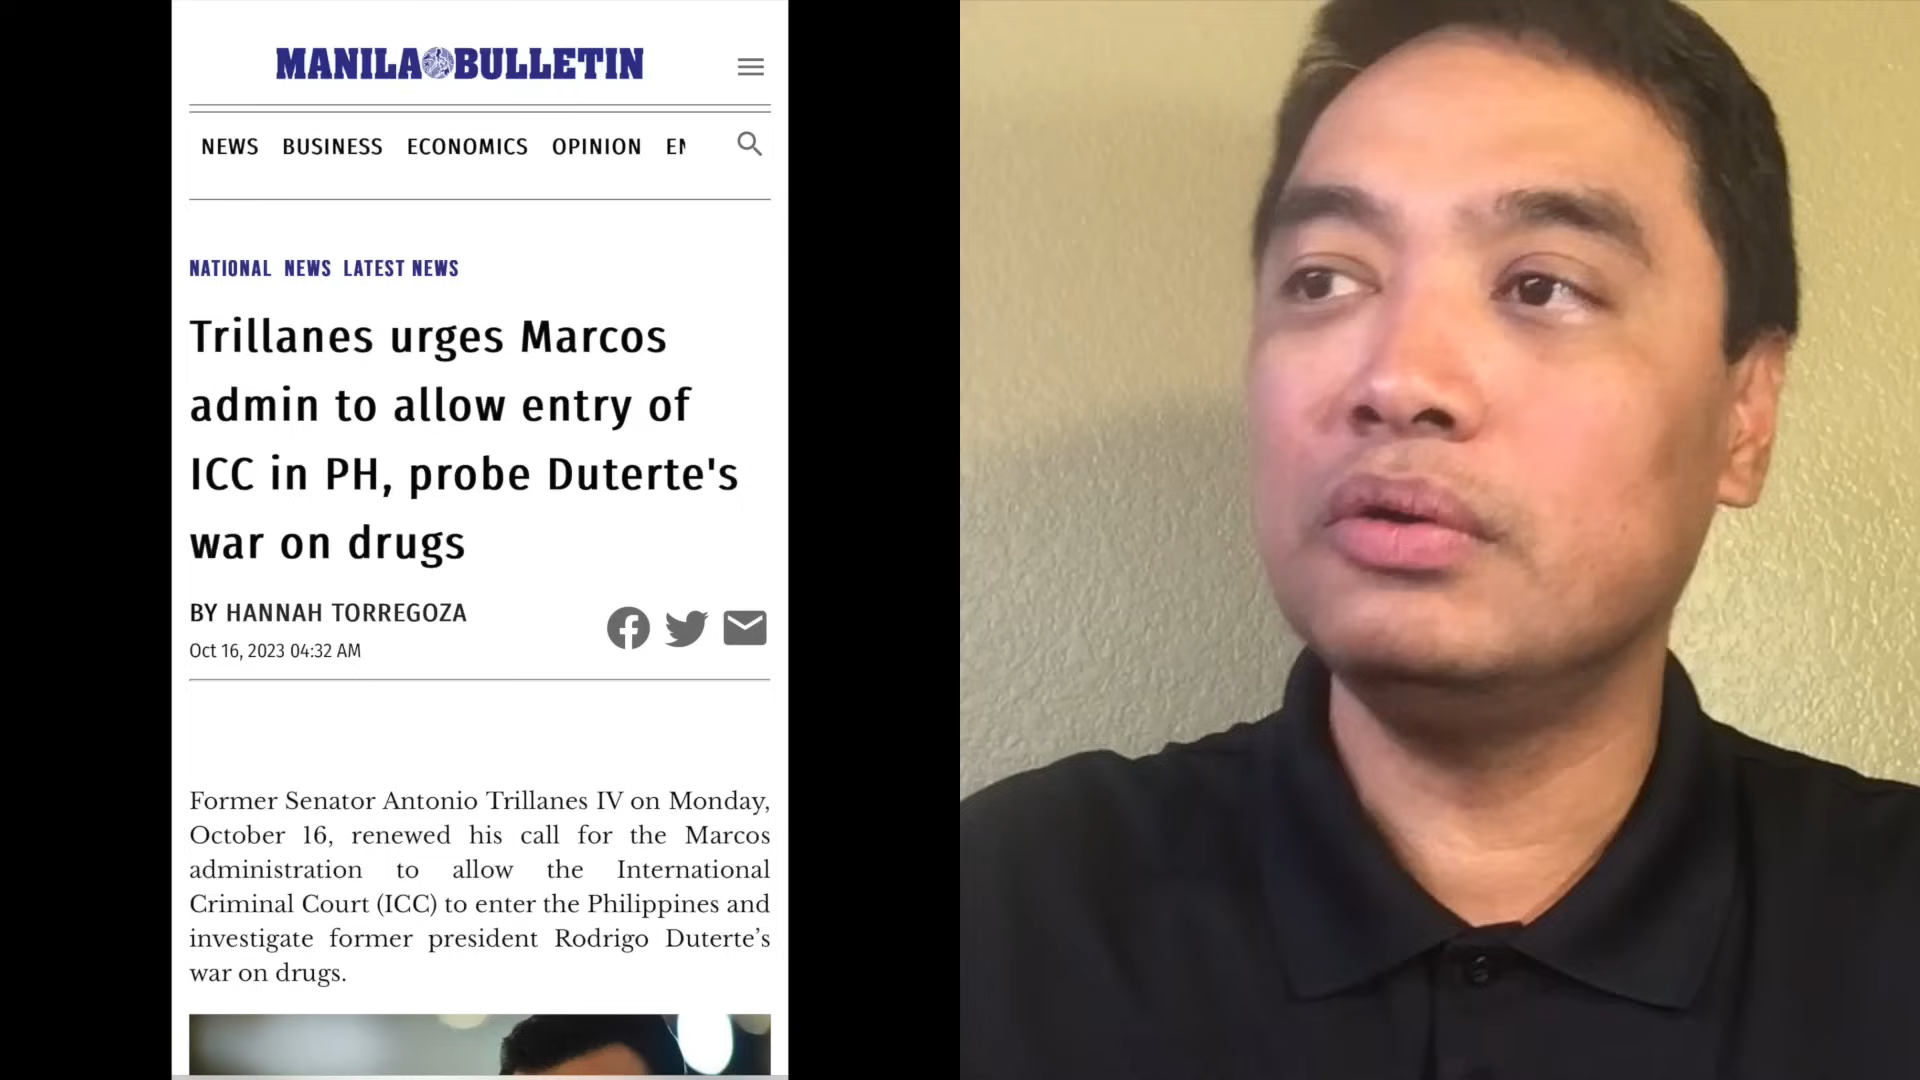 MANILA BULLETIN
NEWS BUSINESS ECONOMICS OPINION
NATIONAL NEWS LATEST NEWS
Trillanes urges Marcos
admin to allow entry of
ICC in PH, probe Duterte's
war on drugs
BY HANNAH TORREGOZA
Oct 16, 2023 04:32 AM
Former Senator Antonio Trillanes IV on Monday,
October 16, renewed his call for the Marcos
administration to allow the International
Criminal Court (ICC) to enter the Philippines and
investigate former president Rodrigo Duterte’s
war on drugs.